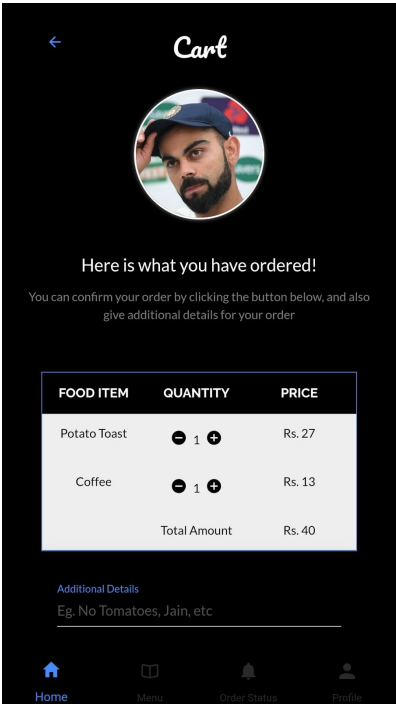 Cart
Here is what you have ordered!
You can confirm your order by clicking the button below, and also
give additional details for your order
FOOD ITEM QUANTITY PRICE
Potato Toast 1 Rs. 27
Coffee 1 Rs. 13
Total Amount Rs. 40
Additional Details
Eg. No Tomatoes, Jain, etc
Home Menu Order Status Profile